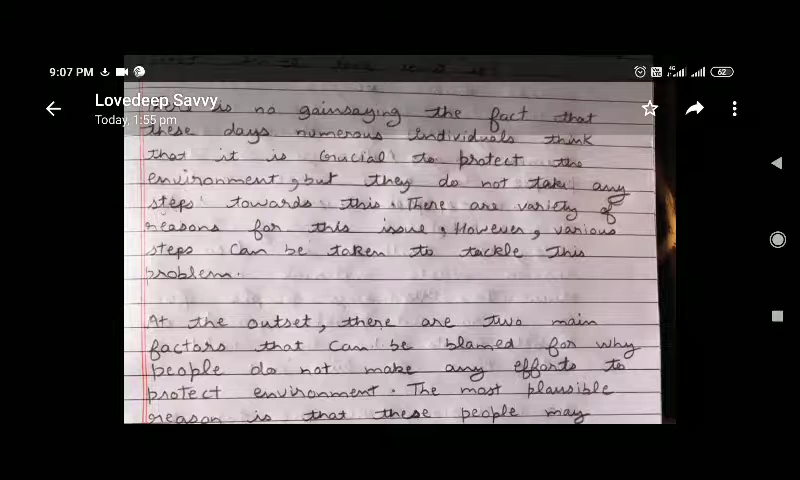 9:07 PM
62
Lovedeep Savvy
Today, 1:55 pm
There is no gainsaying the fact that
these days numerous individuals think
that it is crucial to protect the
environment, but they do not take any
steps towards this. There are variety of
reasons for this issue, However, various
steps can be taken to tackle this
problem.
At the outset, there are two main
factors that can be blamed for why
people do not make any efforts to
protect environment. The most plausible
reason is that these people may